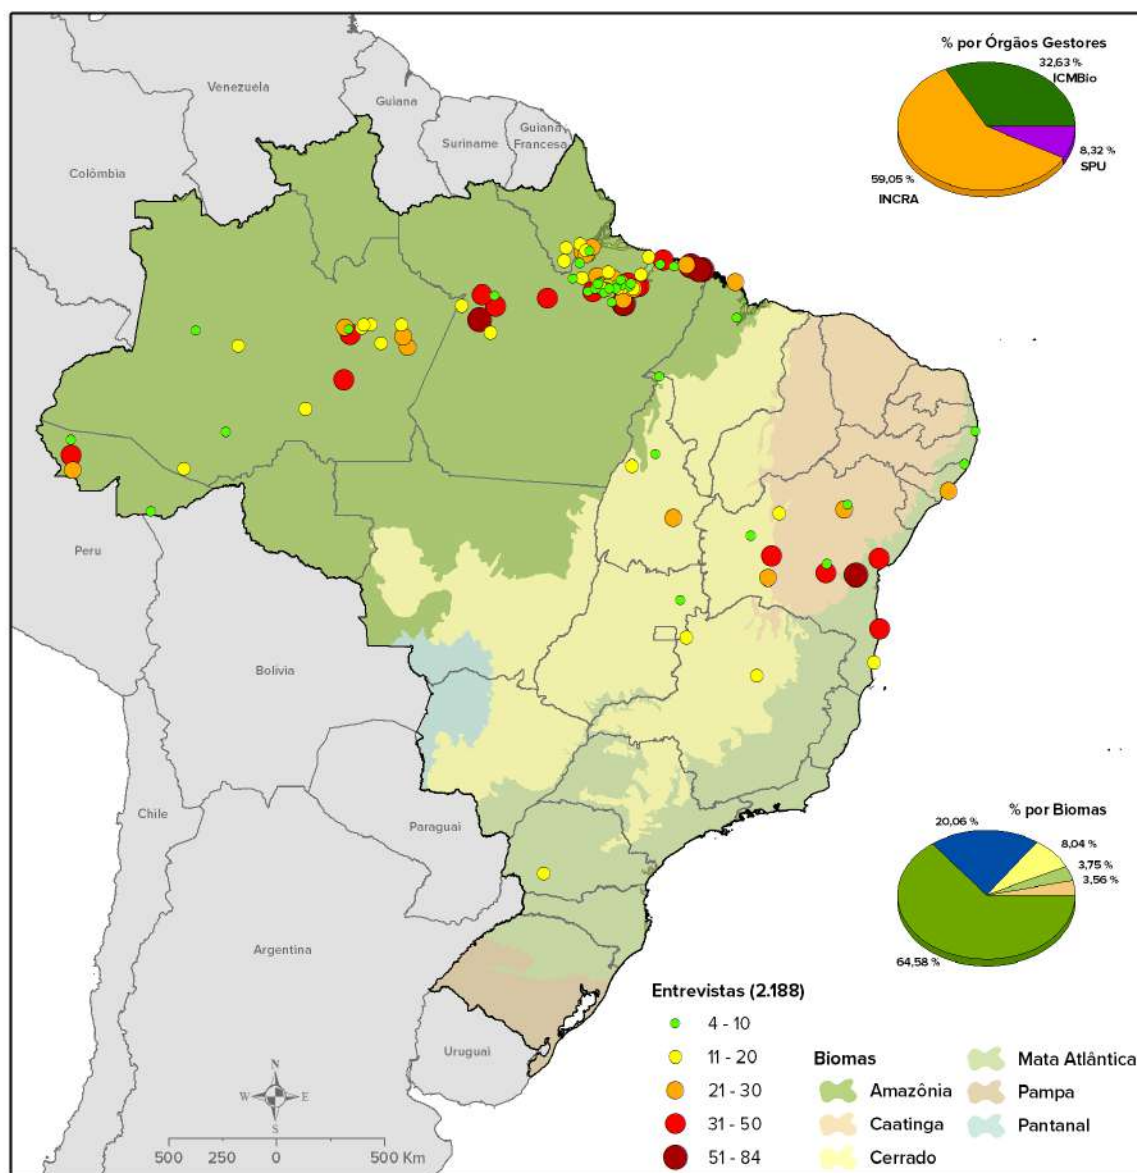 % por Órgãos Gestores
32,63 %
ICMBio
8,32 %
SPU
59,05 %
INCRA
Venezuela
Guiana
Suriname
Guiana
Francesa
Colômbia
Peru
Bolívia
Chile
Paraguai
Argentina
Uruguai
% por Biomas
20,06 %
8,04 %
3,75 %
3,56 %
64,58 %
Entrevistas (2.188)
4 - 10
11 - 20
21 - 30
31 - 50
51 - 84
Biomas
Amazônia
Caatinga
Cerrado
Mata Atlântica
Pampa
Pantanal
N
W
E
S
500 250 0 500 Km